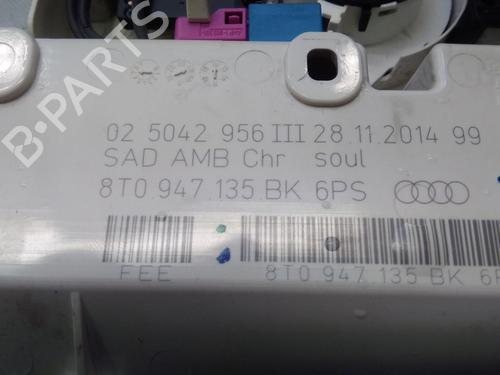 02 5042 956 III 28.11.2014 99
SAD AMB Chr soul
8T0 947 135 BK 6PS
FEE
8T0 947 135 BK 6P
B-Parts